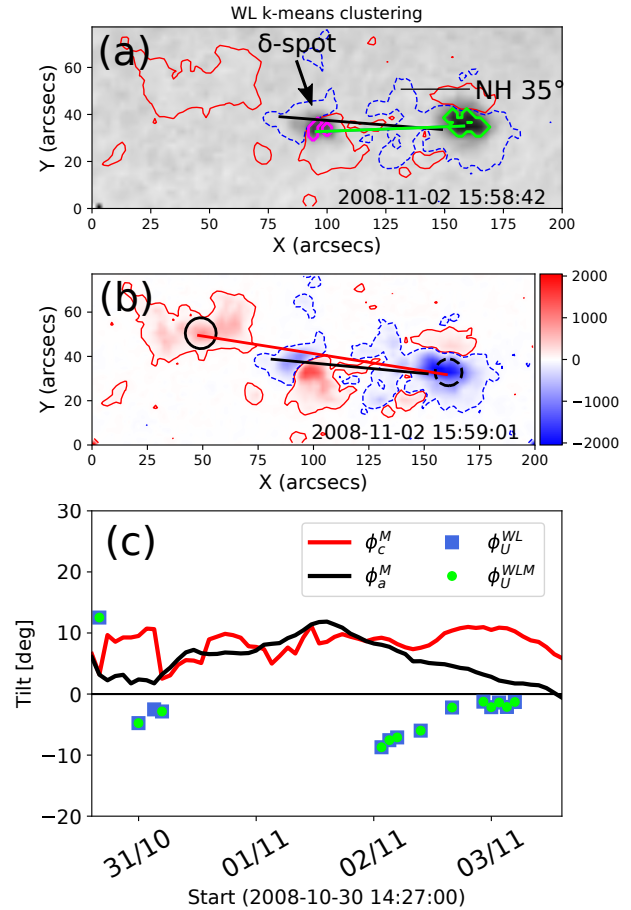 WL k-means clustering
(a)
δ-spot
NH 35°
2008-11-02 15:58:42
Y (arcsecs)
60
40
20
0
0 25 50 75 100 125 150 175 200
X (arcsecs)
(b)
2008-11-02 15:59:01
Y (arcsecs)
60
40
20
0
0 25 50 75 100 125 150 175 200
X (arcsecs)
2000
1000
0
−1000
−2000
(c)
ϕ_c^M
ϕ_a^M
ϕ_U^{WL}
ϕ_U^{WLM}
Tilt [deg]
30
20
10
0
−10
−20
31/10 01/11 02/11 03/11
Start (2008-10-30 14:27:00)